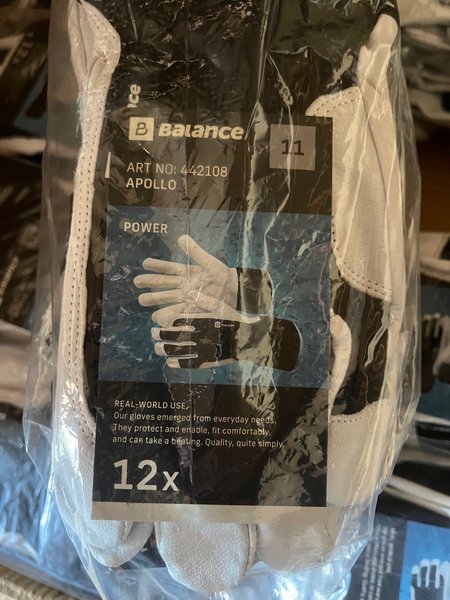 ice
B Balance
11
ART NO: 442108
APOLLO
POWER
REAL-WORLD USE.
Our gloves emerged from everyday needs.
They protect and enable, fit comfortably
and can take a beating. Quality, quite simply.
12x